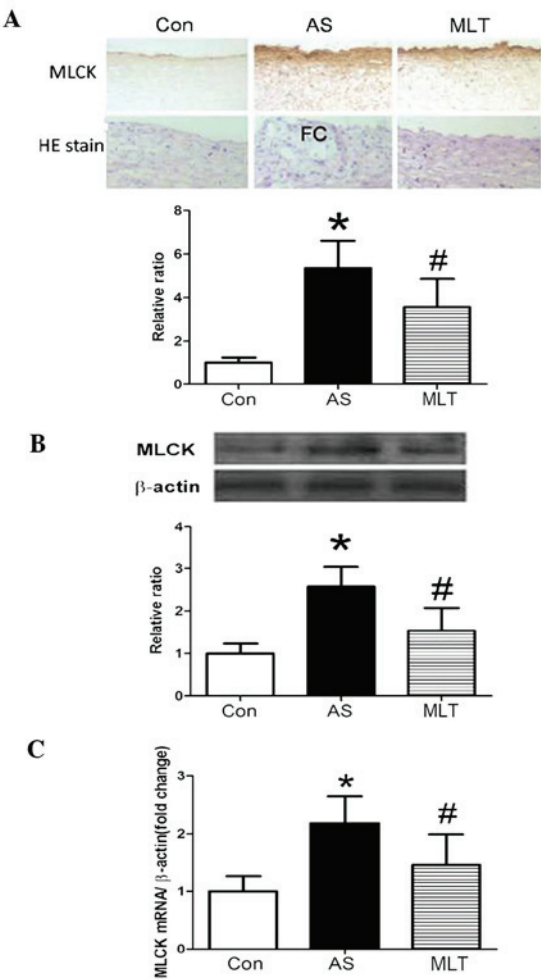 A
Con AS MLT
MLCK
HE stain
FC
Relative ratio
8
6
4
2
0
*
#
Con AS MLT
B
MLCK
β-actin
Relative ratio
4
3
2
1
0
*
#
Con AS MLT
C
MLCK mRNA/ β-actin(fold change)
3
2
1
0
*
#
Con AS MLT